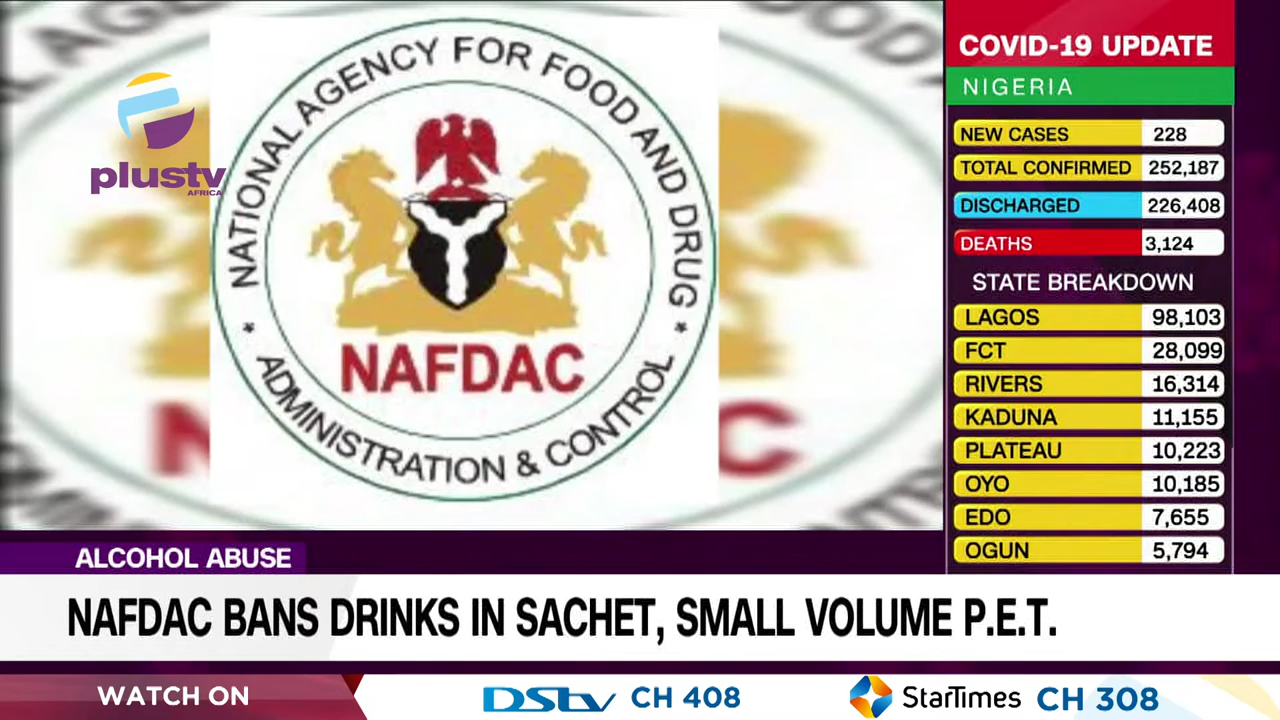 NATIONAL AGENCY FOR FOOD AND DRUG
* ADMINISTRATION & CONTROL *
NAFDAC
plustv
AFRICA
COVID-19 UPDATE
NIGERIA
NEW CASES 228
TOTAL CONFIRMED 252,187
DISCHARGED 226,408
DEATHS 3,124
STATE BREAKDOWN
LAGOS 98,103
FCT 28,099
RIVERS 16,314
KADUNA 11,155
PLATEAU 10,223
OYO 10,185
EDO 7,655
OGUN 5,794
ALCOHOL ABUSE
NAFDAC BANS DRINKS IN SACHET, SMALL VOLUME P.E.T.
WATCH ON DStv CH 408 StarTimes CH 308